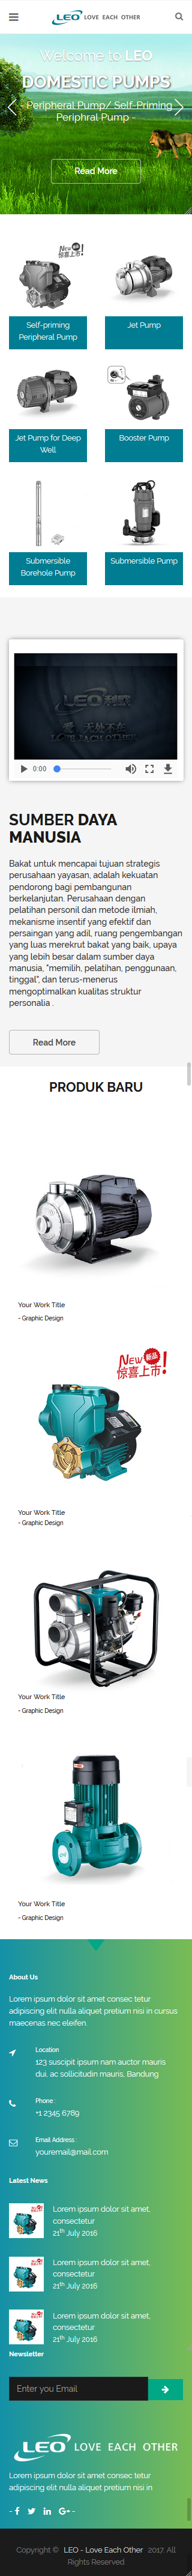 LEO LOVE EACH OTHER
Welcome to LEO
DOMESTIC PUMPS
- Peripheral Pump/ Self-Priming
Periphral Pump -
Read More
New 新品
惊喜上市!
Self-priming
Peripheral Pump
Jet Pump
Jet Pump for Deep
Well
Booster Pump
Submersible
Borehole Pump
Submersible Pump
LEO利欧
LEO LOVE EACH OTHER
0:00
SUMBER DAYA
MANUSIA
Bakat untuk mencapai tujuan strategis
perusahaan yayasan, adalah kekuatan
pendorong bagi pembangunan
berkelanjutan. Perusahaan dengan
pelatihan personil dan metode ilmiah,
mekanisme insentif yang efektif dan
persaingan yang adil, ruang pengembangan
yang luas merekrut bakat yang baik, upaya
yang lebih besar dalam sumber daya
manusia, "memilih, pelatihan, penggunaan,
tinggal", dan terus-menerus
mengoptimalkan kualitas struktur
personalia .
Read More
PRODUK BARU
Your Work Title
- Graphic Design
New 新品
惊喜上市!
Your Work Title
- Graphic Design
Your Work Title
- Graphic Design
Your Work Title
- Graphic Design
About Us
Lorem ipsum dolor sit amet consec tetur
adipiscing elit nulla aliquet pretium nisi in cursus
maecenas nec eleifen.
Location
123 suscipit ipsum nam auctor mauris
dui, ac sollicitudin mauris, Bandung
Phone :
+1 2345 6789
Email Address :
youremail@mail.com
Latest News
Lorem ipsum dolor sit amet,
consectetur
21th July 2016
Lorem ipsum dolor sit amet,
consectetur
21th July 2016
Lorem ipsum dolor sit amet,
consectetur
21th July 2016
Newsletter
Enter you Email
LEO LOVE EACH OTHER
Lorem ipsum dolor sit amet consec tetur
adipiscing elit nulla aliquet pretium nisi in
Copyright © LEO - Love Each Other 2017. All
Rights Reserved